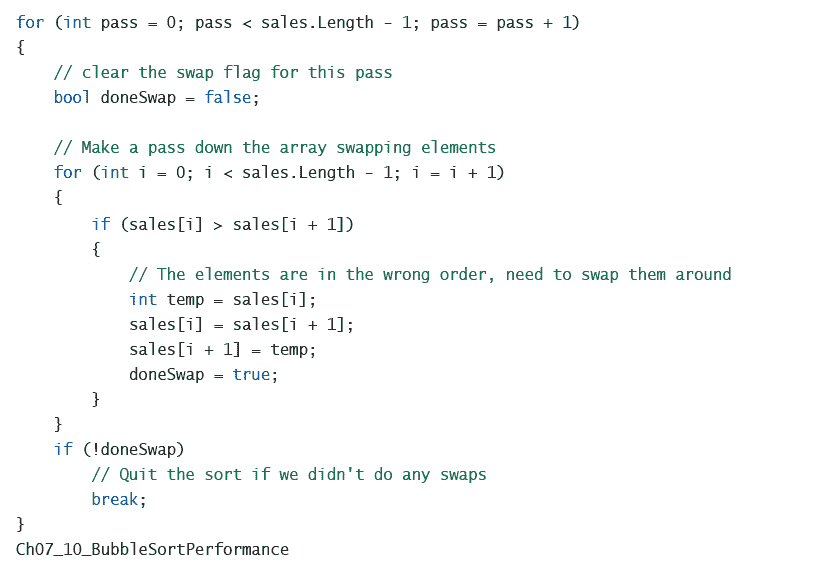 for (int pass = 0; pass < sales.Length - 1; pass = pass + 1)
{
    // clear the swap flag for this pass
    bool doneSwap = false;

    // Make a pass down the array swapping elements
    for (int i = 0; i < sales.Length - 1; i = i + 1)
    {
        if (sales[i] > sales[i + 1])
        {
            // The elements are in the wrong order, need to swap them around
            int temp = sales[i];
            sales[i] = sales[i + 1];
            sales[i + 1] = temp;
            doneSwap = true;
        }
    }
    if (!doneSwap)
        // Quit the sort if we didn't do any swaps
        break;
}
Ch07_10_BubbleSortPerformance